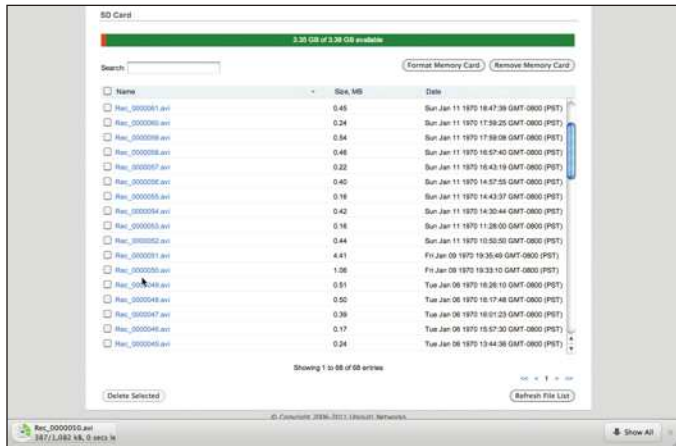 SD Card
3.35 GB of 3.39 GB available
Search:
Format Memory Card
Remove Memory Card
Name Size, MB Date
Rec_0000061.avi 0.45 Sun Jan 11 1970 18:47:39 GMT-0800 (PST)
Rec_0000060.avi 0.24 Sun Jan 11 1970 17:59:25 GMT-0800 (PST)
Rec_0000059.avi 0.54 Sun Jan 11 1970 17:59:08 GMT-0800 (PST)
Rec_0000058.avi 0.46 Sun Jan 11 1970 16:57:40 GMT-0800 (PST)
Rec_0000057.avi 0.22 Sun Jan 11 1970 16:43:19 GMT-0800 (PST)
Rec_0000056.avi 0.40 Sun Jan 11 1970 14:57:55 GMT-0800 (PST)
Rec_0000055.avi 0.18 Sun Jan 11 1970 14:43:37 GMT-0800 (PST)
Rec_0000054.avi 0.42 Sun Jan 11 1970 14:30:44 GMT-0800 (PST)
Rec_0000053.avi 0.16 Sun Jan 11 1970 11:28:00 GMT-0800 (PST)
Rec_0000052.avi 0.44 Sun Jan 11 1970 10:50:50 GMT-0800 (PST)
Rec_0000051.avi 4.41 Fri Jan 09 1970 19:35:49 GMT-0800 (PST)
Rec_0000050.avi 1.06 Fri Jan 09 1970 19:33:10 GMT-0800 (PST)
0.51 Tue Jan 06 1970 18:26:10 GMT-0800 (PST)
Rec_0000048.avi 0.50 Tue Jan 06 1970 16:17:48 GMT-0800 (PST)
Rec_0000047.avi 0.39 Tue Jan 06 1970 16:01:23 GMT-0800 (PST)
Rec_0000046.avi 0.17 Tue Jan 06 1970 15:57:30 GMT-0800 (PST)
Rec_0000045.avi 0.24 Tue Jan 06 1970 13:44:36 GMT-0800 (PST)
Showing 1 to 68 of 68 entries
<< < 1 > >>
Delete Selected
Refresh File List
© Copyright 2006-2011 Ubiquiti Networks
Rec_0000050.avi
387/1,082 kB, 0 secs le
Show All